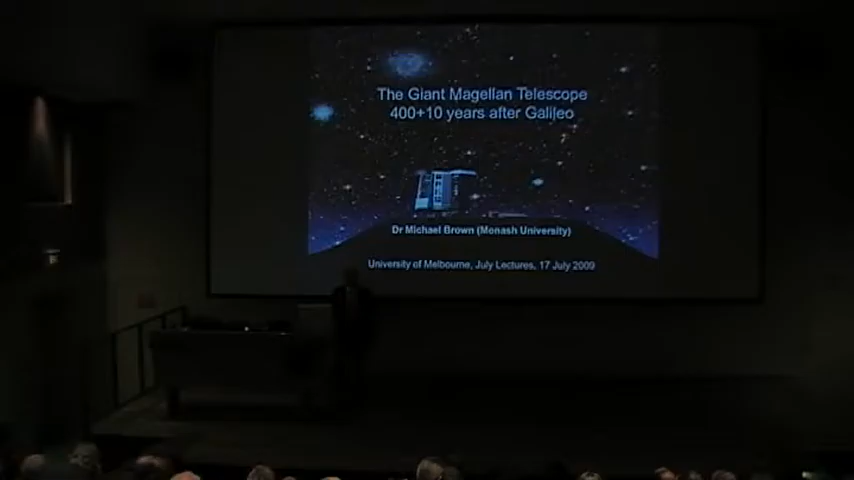 The Giant Magellan Telescope
400+10 years after Galileo
Dr Michael Brown (Monash University)
University of Melbourne, July Lectures, 17 July 2009